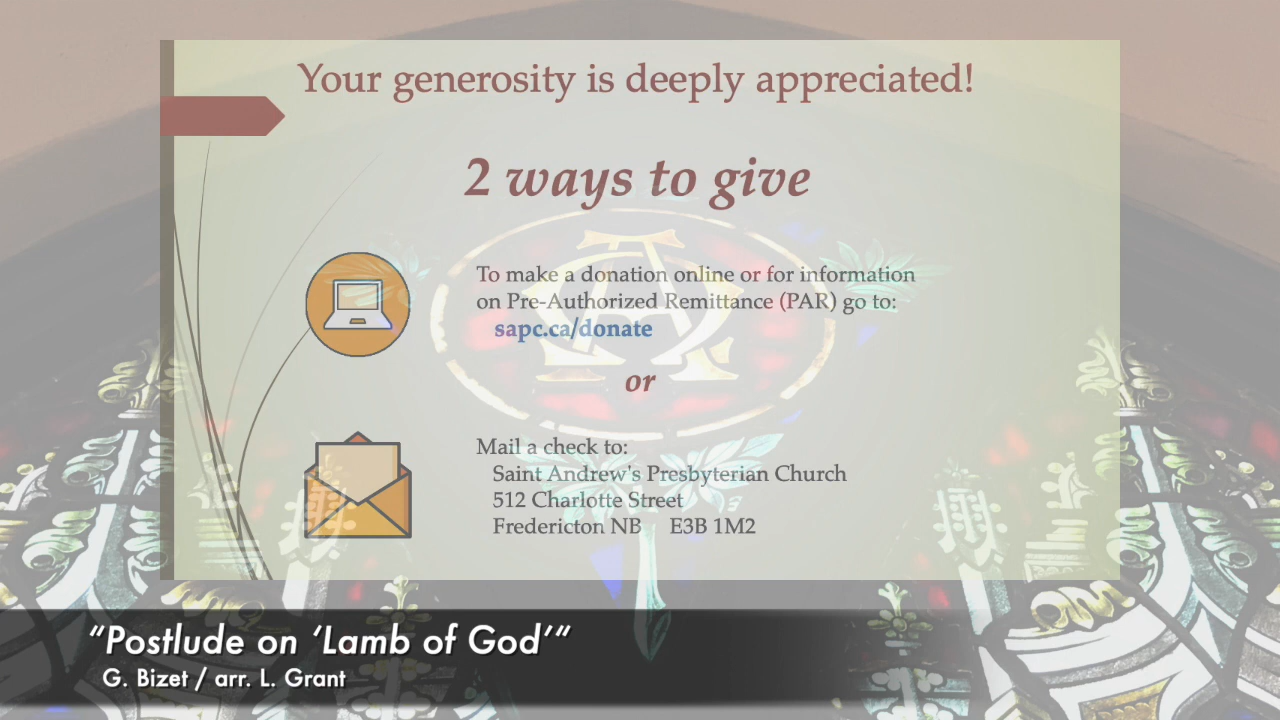 Your generosity is deeply appreciated!
2 ways to give
To make a donation online or for information
on Pre-Authorized Remittance (PAR) go to:
sapc.ca/donate
or
Mail a check to:
Saint Andrew's Presbyterian Church
512 Charlotte Street
Fredericton NB E3B 1M2
“Postlude on ‘Lamb of God’“
G. Bizet / arr. L. Grant